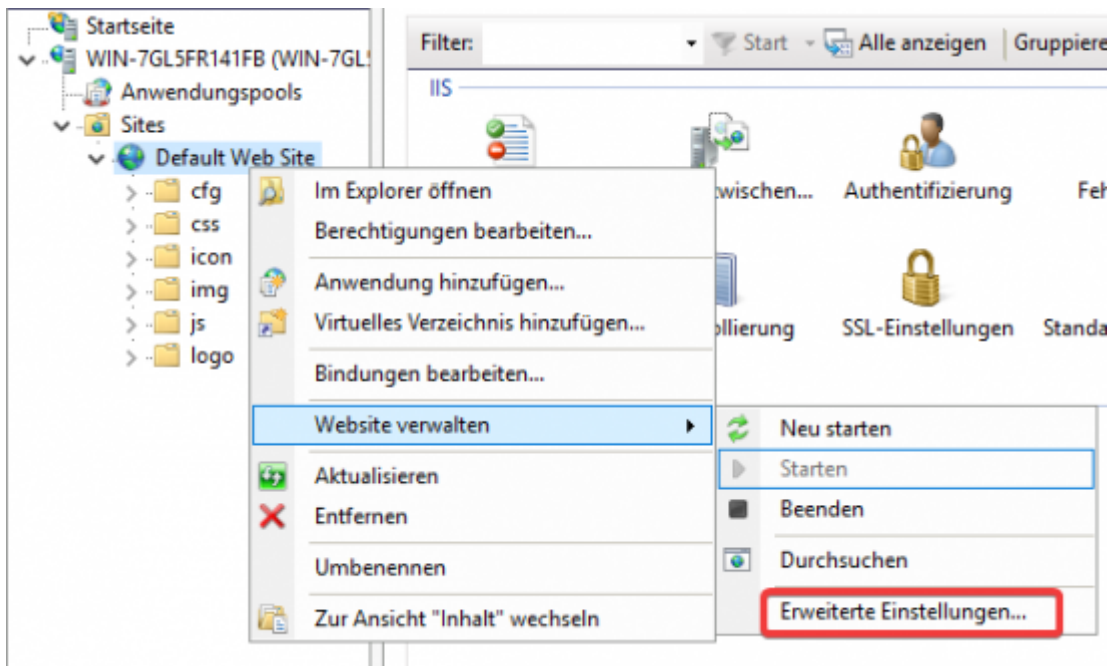 Startseite
WIN-7GL5FR141FB (WIN-7GL5
Anwendungspools
Sites
Default Web Site
cfg
css
icon
img
js
logo
Filter:
Start
Alle anzeigen
Gruppiere
IIS
wischen...
Authentifizierung
Feh
ollierung
SSL-Einstellungen
Standa
Im Explorer öffnen
Berechtigungen bearbeiten...
Anwendung hinzufügen...
Virtuelles Verzeichnis hinzufügen...
Bindungen bearbeiten...
Website verwalten
Aktualisieren
Entfernen
Umbenennen
Zur Ansicht "Inhalt" wechseln
Neu starten
Starten
Beenden
Durchsuchen
Erweiterte Einstellungen...